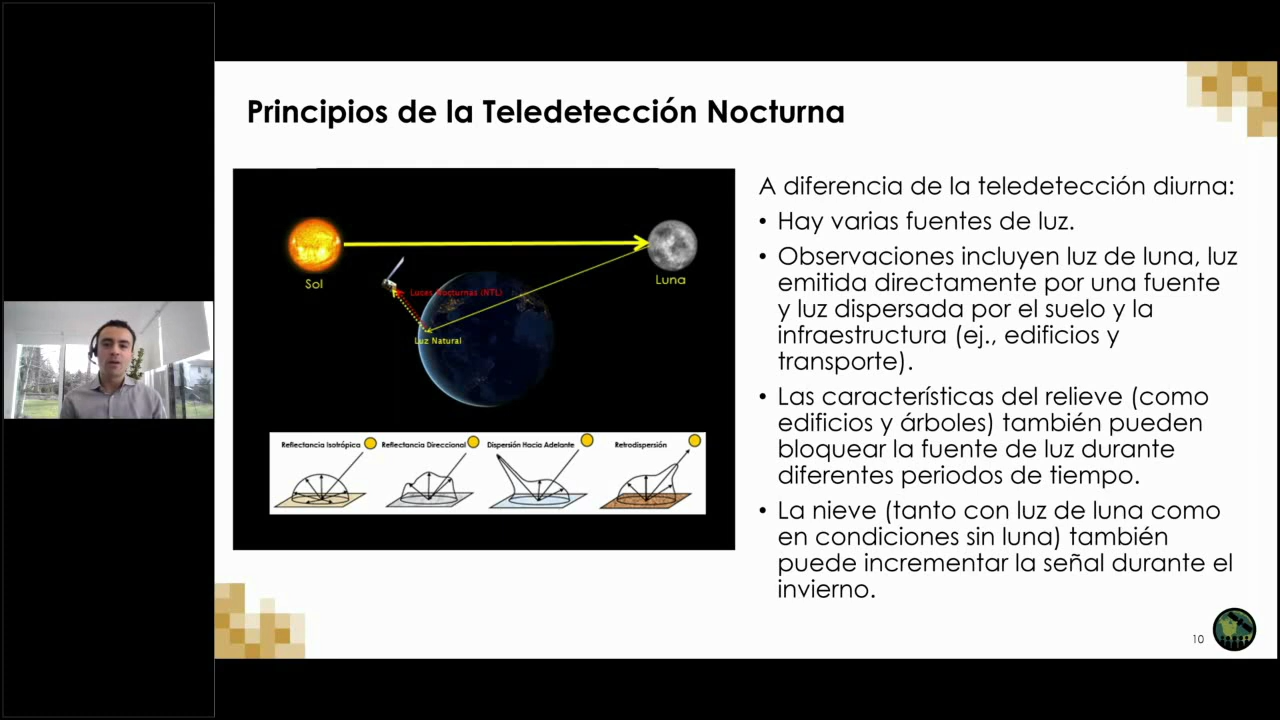 Principios de la Teledetección Nocturna
Sol
Luna
Luces Nocturnas (NTL)
Luz Natural
Reflectancia Isotrópica
Reflectancia Direccional
Dispersión Hacia Adelante
Retrodispersión
A diferencia de la teledetección diurna:
• Hay varias fuentes de luz.
• Observaciones incluyen luz de luna, luz
emitida directamente por una fuente
y luz dispersada por el suelo y la
infraestructura (ej., edificios y
transporte).
• Las características del relieve (como
edificios y árboles) también pueden
bloquear la fuente de luz durante
diferentes periodos de tiempo.
• La nieve (tanto con luz de luna como
en condiciones sin luna) también
puede incrementar la señal durante el
invierno.
10